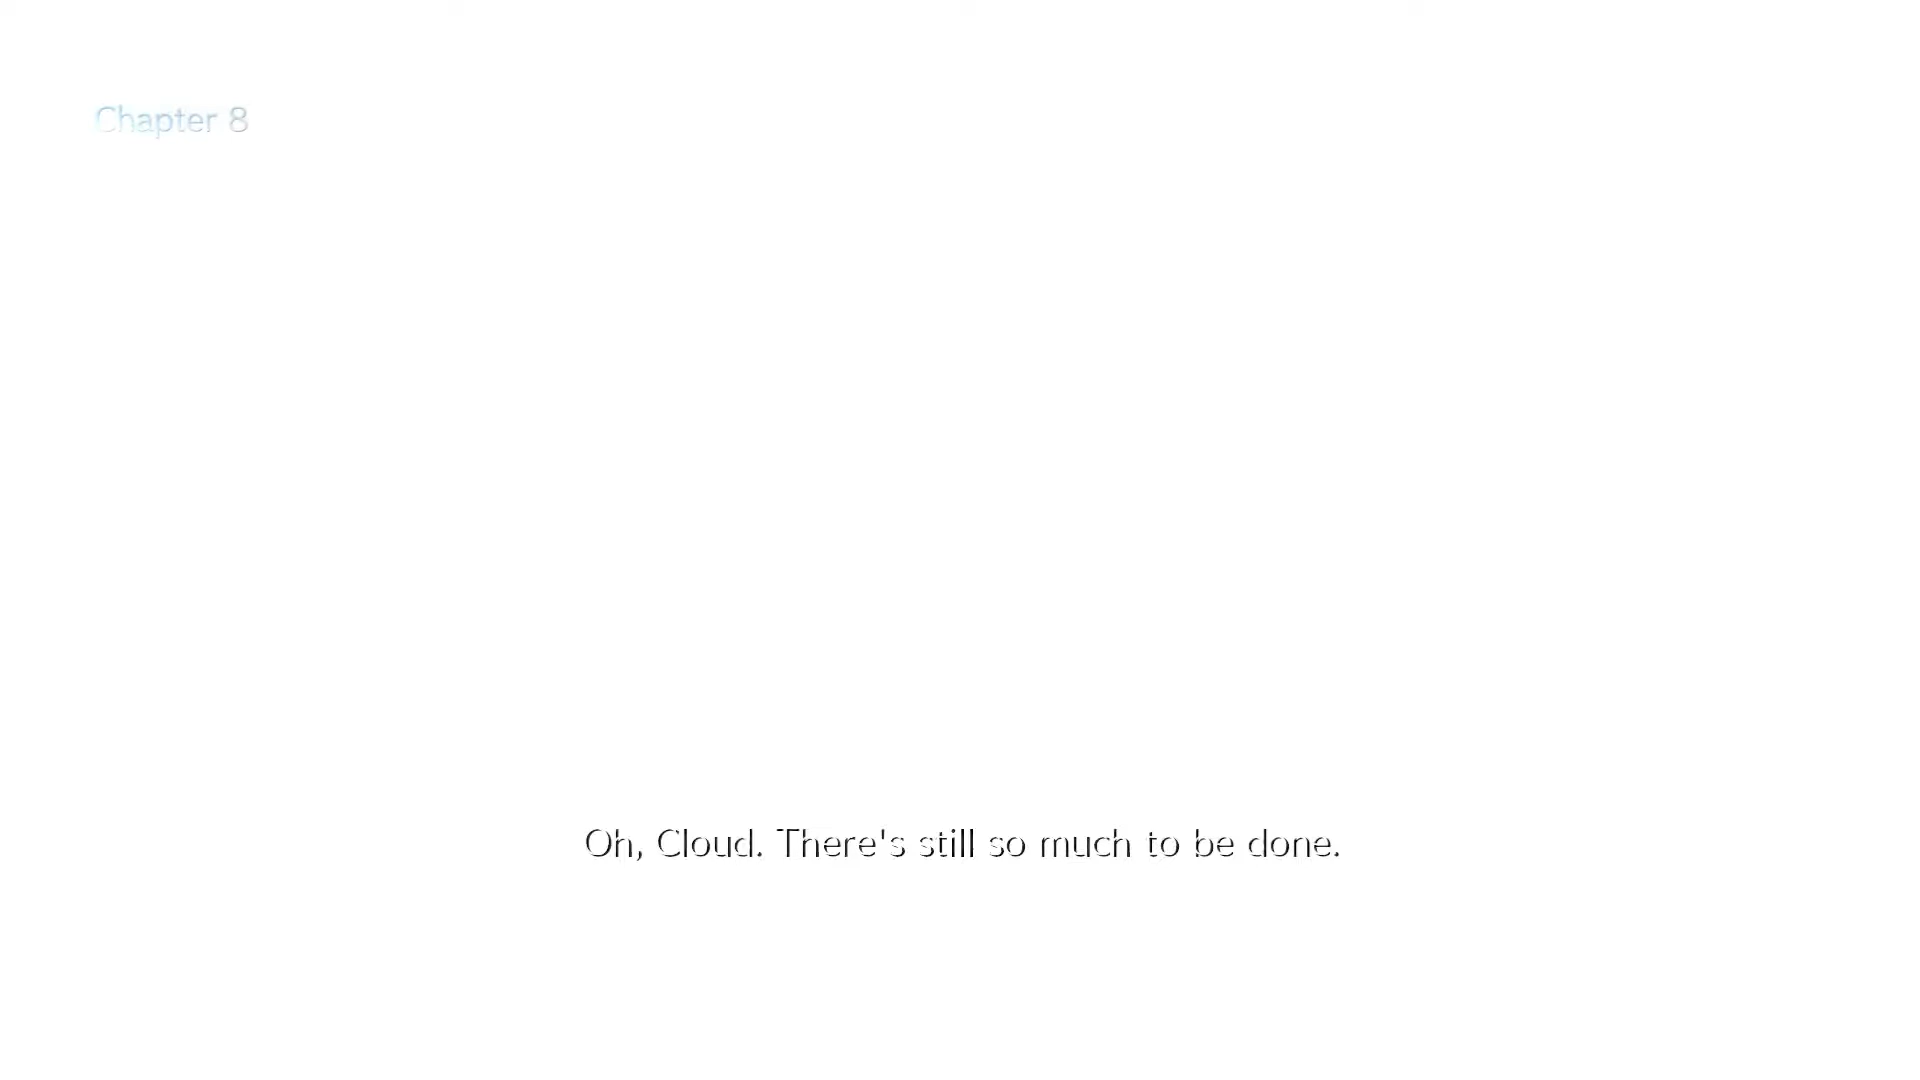 Chapter 8
Oh, Cloud. There's still so much to be done.